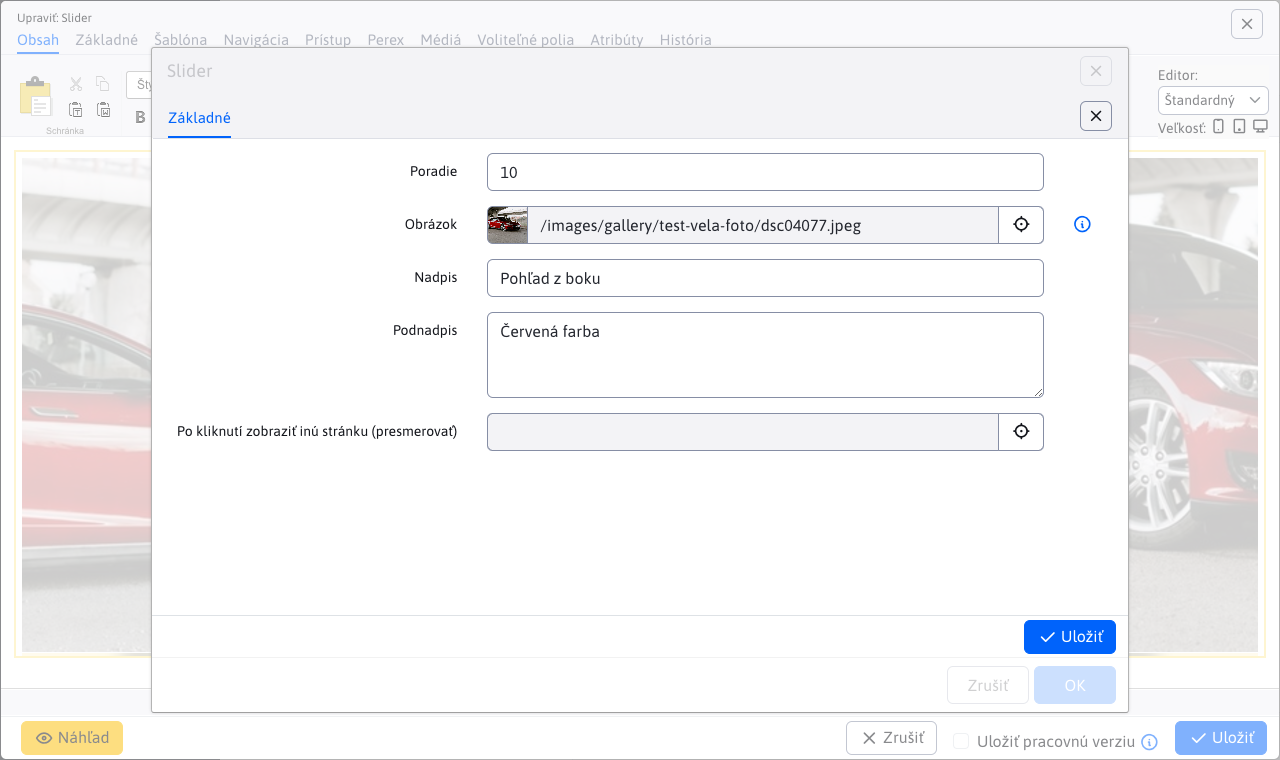 Upraviť: Slider
Obsah Základné Šablóna Navigácia Prístup Perex Médiá Voliteľné polia Atribúty História
Slider
Základné
Schránka
B
Editor:
Štandardný
Veľkosť:
Poradie 10
Obrázok /images/gallery/test-vela-foto/dsc04077.jpeg
Nadpis Pohľad z boku
Podnadpis Červená farba
Po kliknutí zobraziť inú stránku (presmerovať)
Uložiť
Zrušiť OK
Náhľad Zrušiť Uložiť pracovnú verziu Uložiť